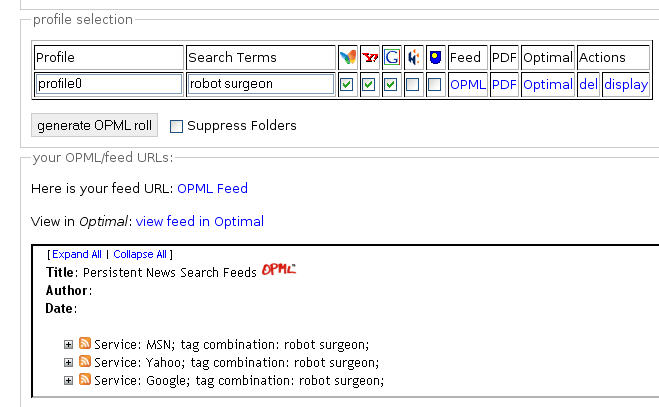 profile selection
Profile Search Terms Y! G Feed PDF Optimal Actions
profile0 robot surgeon OPML PDF Optimal del display
generate OPML roll Suppress Folders
your OPML/feed URLs:
Here is your feed URL: OPML Feed
View in Optimal: view feed in Optimal
[Expand All | Collapse All]
Title: Persistent News Search Feeds OPML
Author:
Date:
Service: MSN; tag combination: robot surgeon;
Service: Yahoo; tag combination: robot surgeon;
Service: Google; tag combination: robot surgeon;